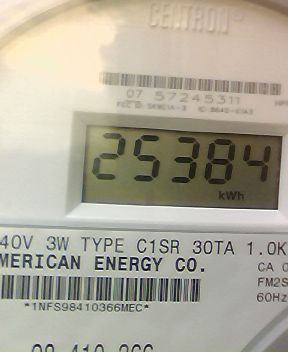 CENTRON®
07 57245311
25384
kWh
40V 3W TYPE C1SR 30TA 1.0K
MERICAN ENERGY CO.
CA 0
FM2S
60Hz
*1NFS98410366MEC*